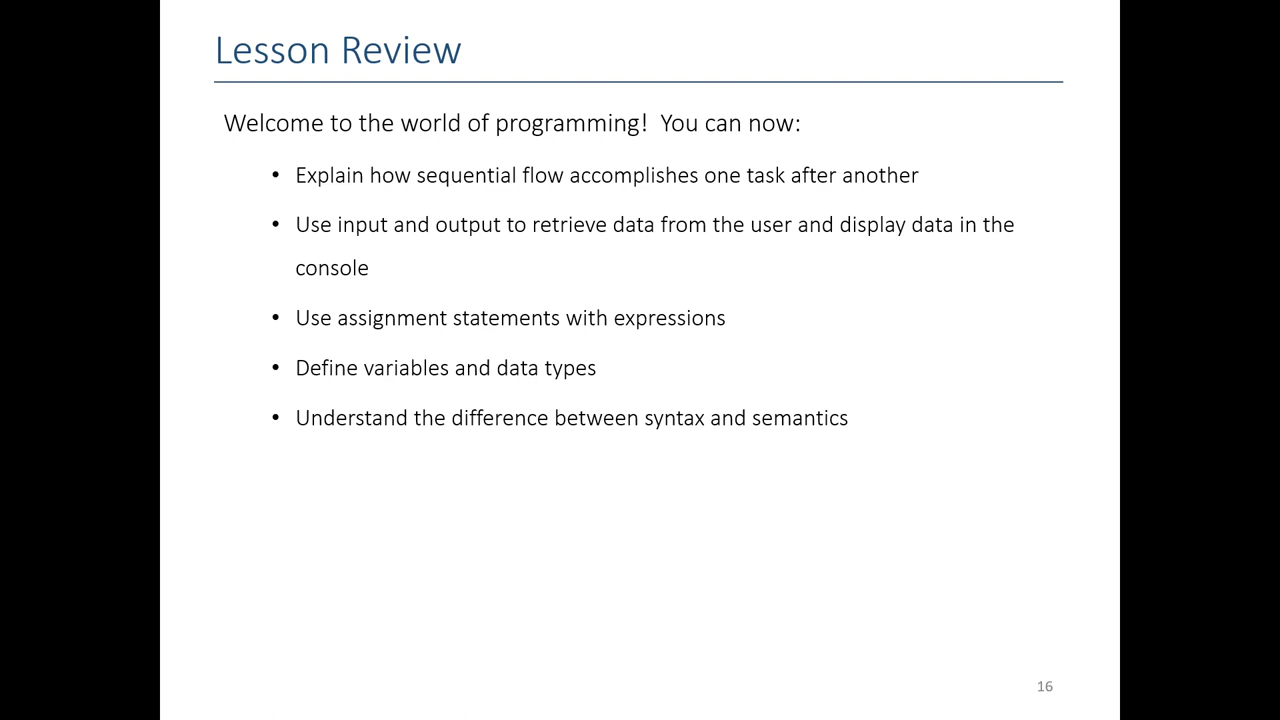 Lesson Review
Welcome to the world of programming!  You can now:
• Explain how sequential flow accomplishes one task after another
• Use input and output to retrieve data from the user and display data in the
console
• Use assignment statements with expressions
• Define variables and data types
• Understand the difference between syntax and semantics
16